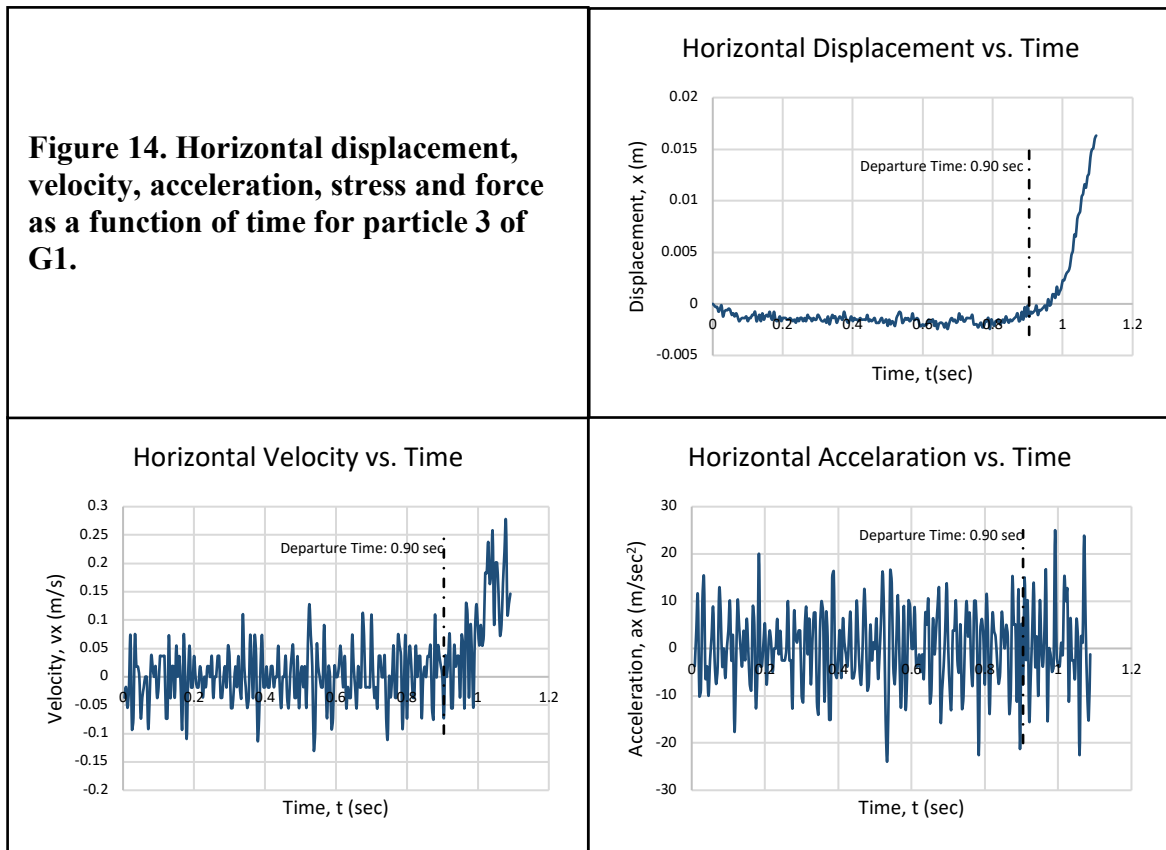 Figure 14. Horizontal displacement,
velocity, acceleration, stress and force
as a function of time for particle 3 of
G1.
Horizontal Displacement vs. Time
0.02
0.015
0.01
0.005
0
-0.005
Displacement, x (m)
Departure Time: 0.90 sec
0 0.2 0.4 0.6 0.8 1 1.2
Time, t(sec)
Horizontal Velocity vs. Time
0.3
0.25
0.2
0.15
0.1
0.05
0
-0.05
-0.1
-0.15
-0.2
Velocity, vx (m/s)
Departure Time: 0.90 sec
0 0.2 0.4 0.6 0.8 1 1.2
Time, t (sec)
Horizontal Accelaration vs. Time
30
20
10
0
-10
-20
-30
Acceleration, ax (m/sec²)
Departure Time: 0.90 sec
0 0.2 0.4 0.6 0.8 1 1.2
Time, t (sec)